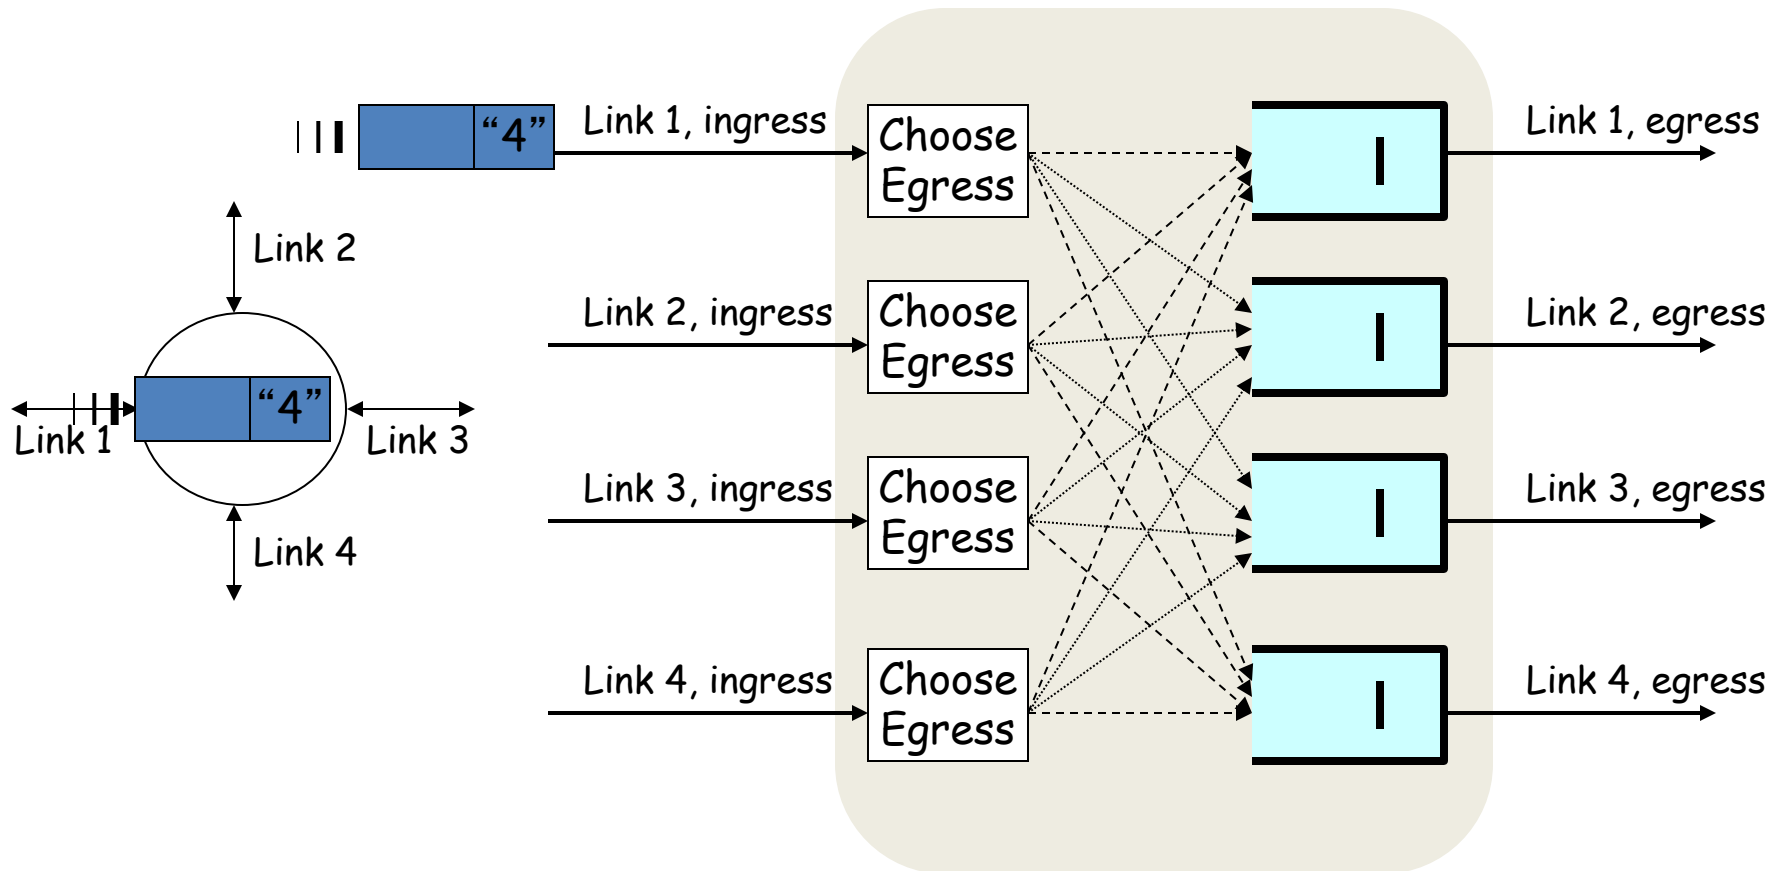 “4”
Link 1, ingress
Choose
Egress
Link 1, egress
Link 2
Link 2, ingress
Choose
Egress
Link 2, egress
“4”
Link 1
Link 3
Link 3, ingress
Choose
Egress
Link 3, egress
Link 4
Link 4, ingress
Choose
Egress
Link 4, egress